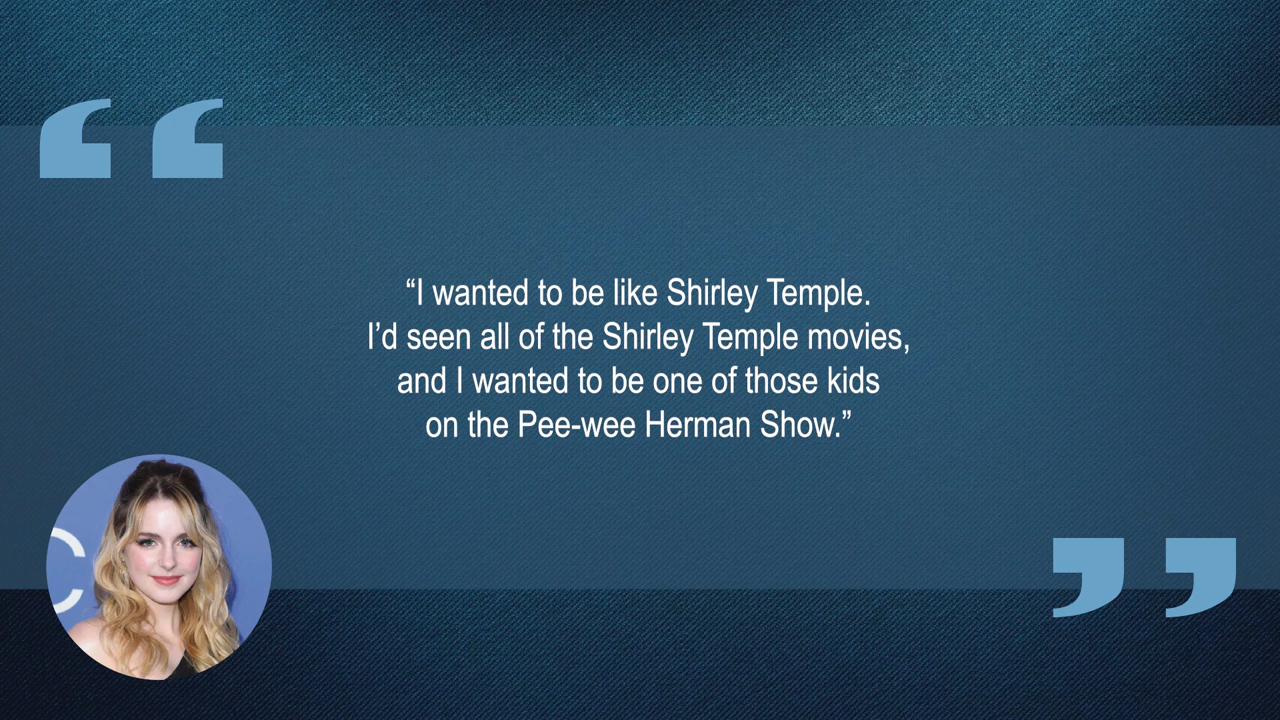 “I wanted to be like Shirley Temple.
I’d seen all of the Shirley Temple movies,
and I wanted to be one of those kids
on the Pee-wee Herman Show.”
C